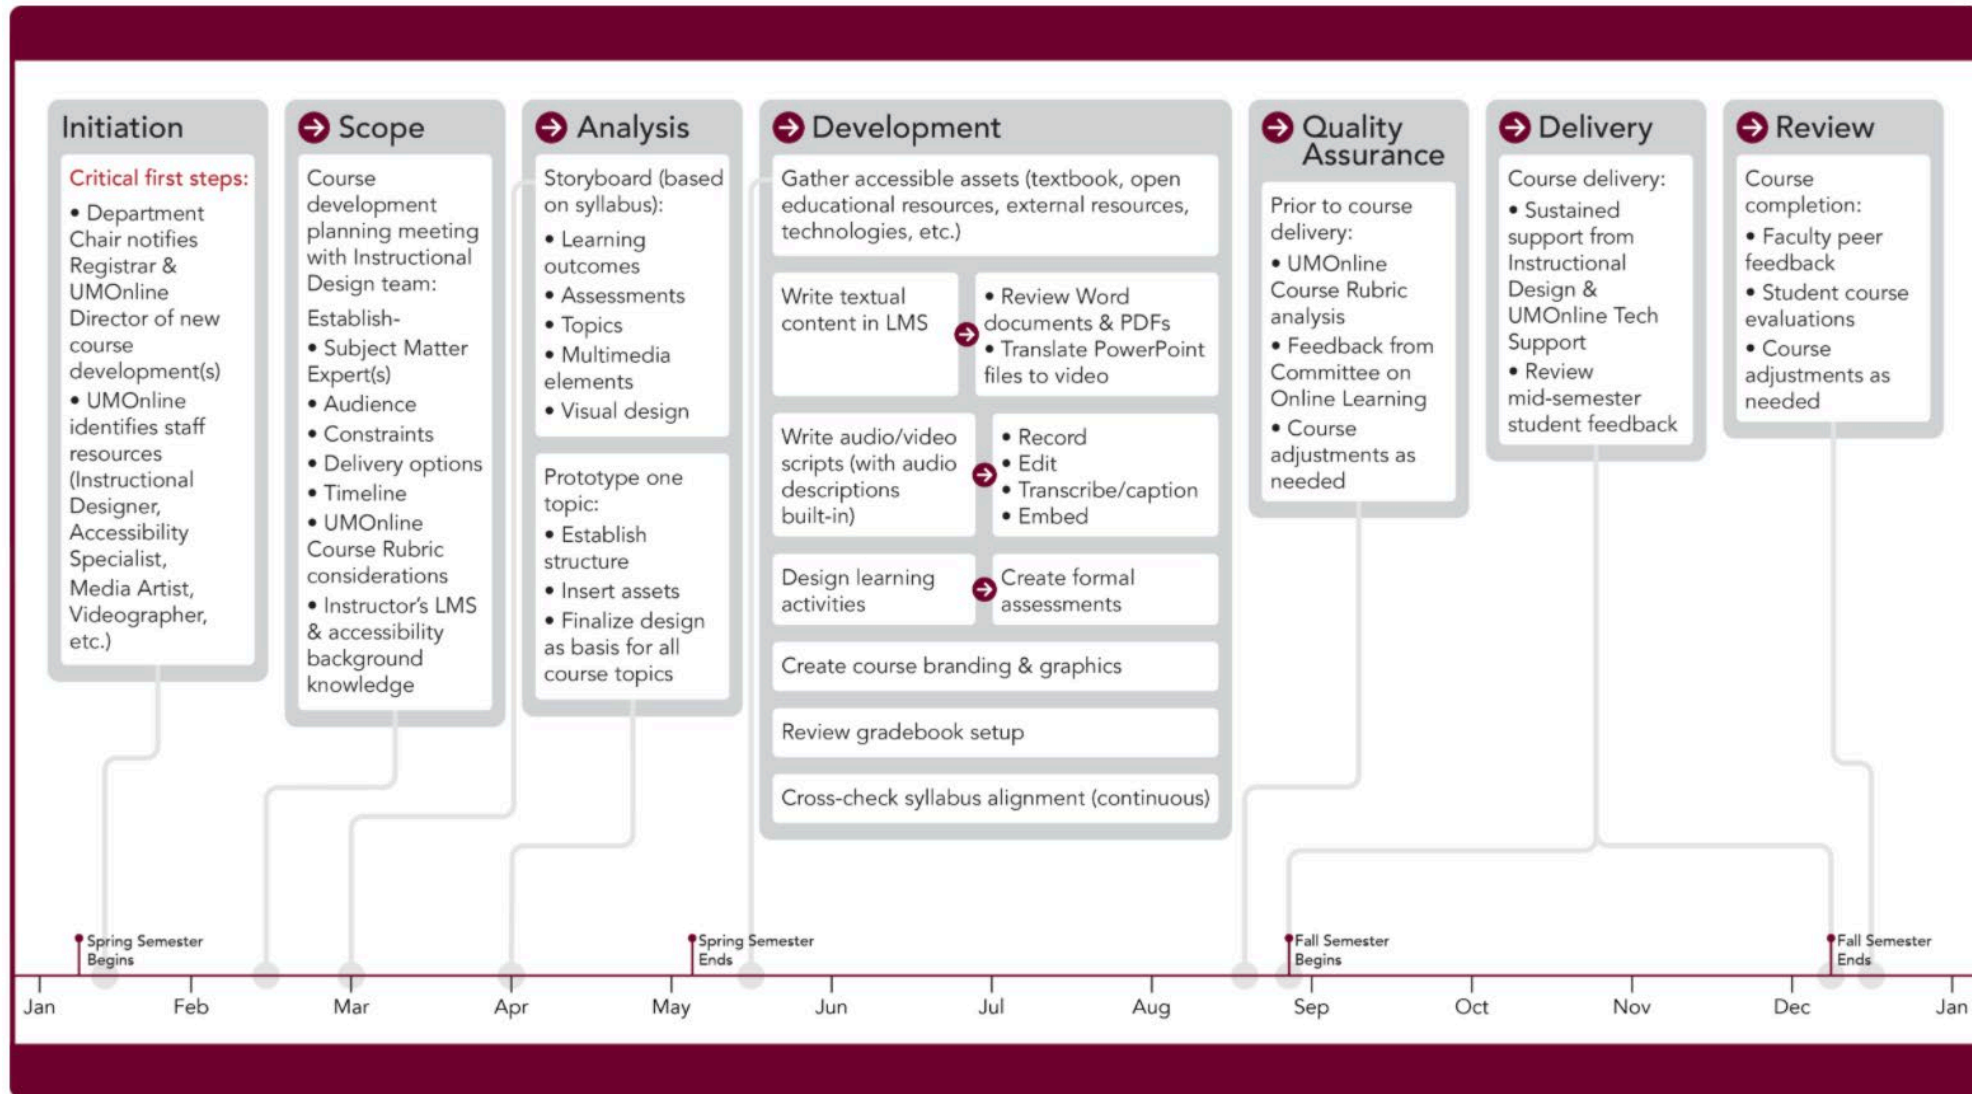 Initiation
Critical first steps:
• Department
Chair notifies
Registrar &
UMOnline
Director of new
course
development(s)
• UMOnline
identifies staff
resources
(Instructional
Designer,
Accessibility
Specialist,
Media Artist,
Videographer,
etc.)
Scope
Course
development
planning meeting
with Instructional
Design team:
Establish-
• Subject Matter
Expert(s)
• Audience
• Constraints
• Delivery options
• Timeline
• UMOnline
Course Rubric
considerations
• Instructor's LMS
& accessibility
background
knowledge
Analysis
Storyboard (based
on syllabus):
• Learning
outcomes
• Assessments
• Topics
• Multimedia
elements
• Visual design
Prototype one
topic:
• Establish
structure
• Insert assets
• Finalize design
as basis for all
course topics
Development
Gather accessible assets (textbook, open
educational resources, external resources,
technologies, etc.)
Write textual
content in LMS
• Review Word
documents & PDFs
• Translate PowerPoint
files to video
Write audio/video
scripts (with audio
descriptions
built-in)
• Record
• Edit
• Transcribe/caption
• Embed
Design learning
activities
Create formal
assessments
Create course branding & graphics
Review gradebook setup
Cross-check syllabus alignment (continuous)
Quality
Assurance
Prior to course
delivery:
• UMOnline
Course Rubric
analysis
• Feedback from
Committee on
Online Learning
• Course
adjustments as
needed
Delivery
Course delivery:
• Sustained
support from
Instructional
Design &
UMOnline Tech
Support
• Review
mid-semester
student feedback
Review
Course
completion:
• Faculty peer
feedback
• Student course
evaluations
• Course
adjustments as
needed
Spring Semester
Begins
Spring Semester
Ends
Fall Semester
Begins
Fall Semester
Ends
Jan
Feb
Mar
Apr
May
Jun
Jul
Aug
Sep
Oct
Nov
Dec
Jan